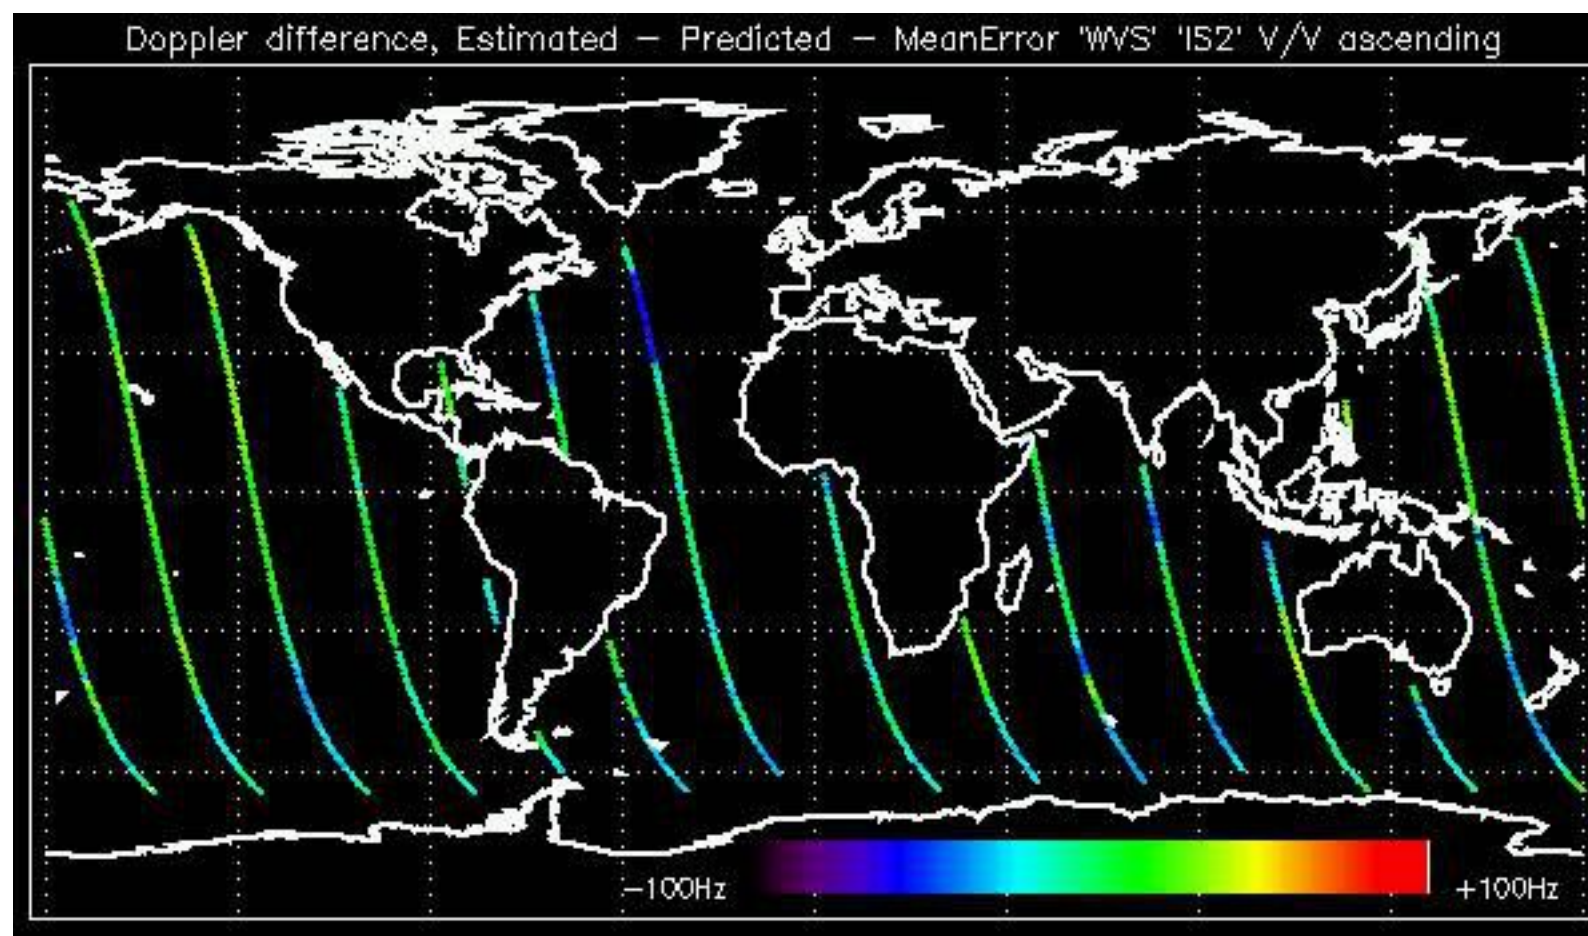 Doppler difference, Estimated – Predicted – MeanError 'WVS' 'IS2' V/V ascending
–100Hz +100Hz